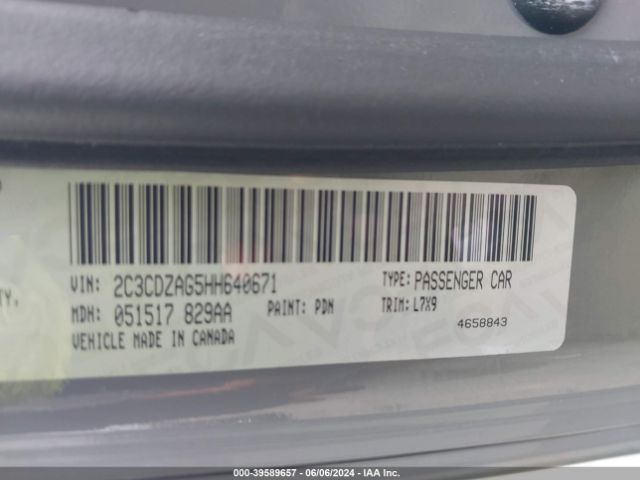 VIN: 2C3CDZAG5HH640671 TYPE: PASSENGER CAR
MDH: 051517 829AA PAINT: PDN TRIM: L7X9
VEHICLE MADE IN CANADA 4658843
000-39589657 - 06/06/2024 - IAA Inc.